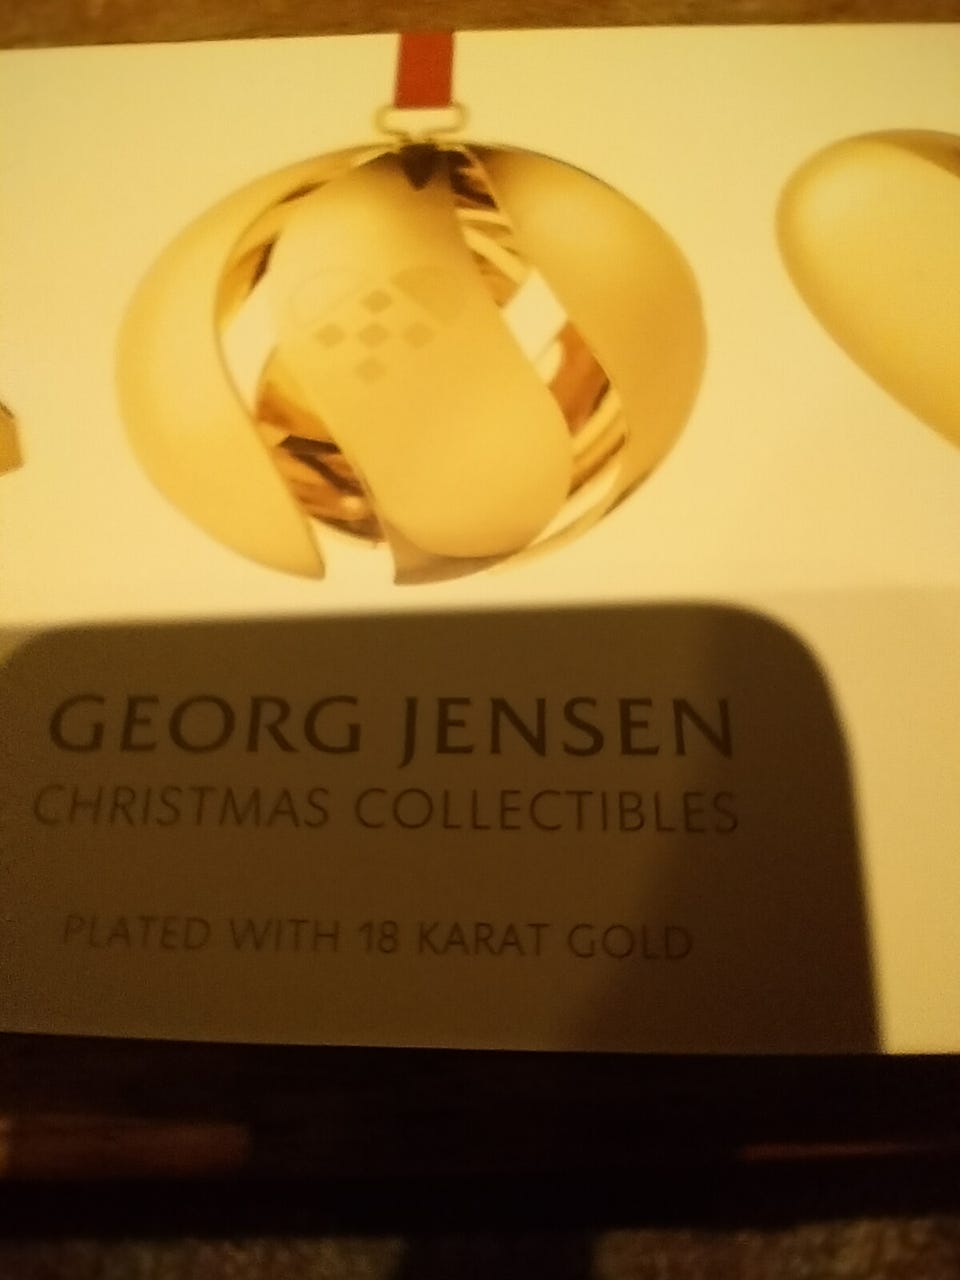 GEORG JENSEN
CHRISTMAS COLLECTIBLES
PLATED WITH 18 KARAT GOLD